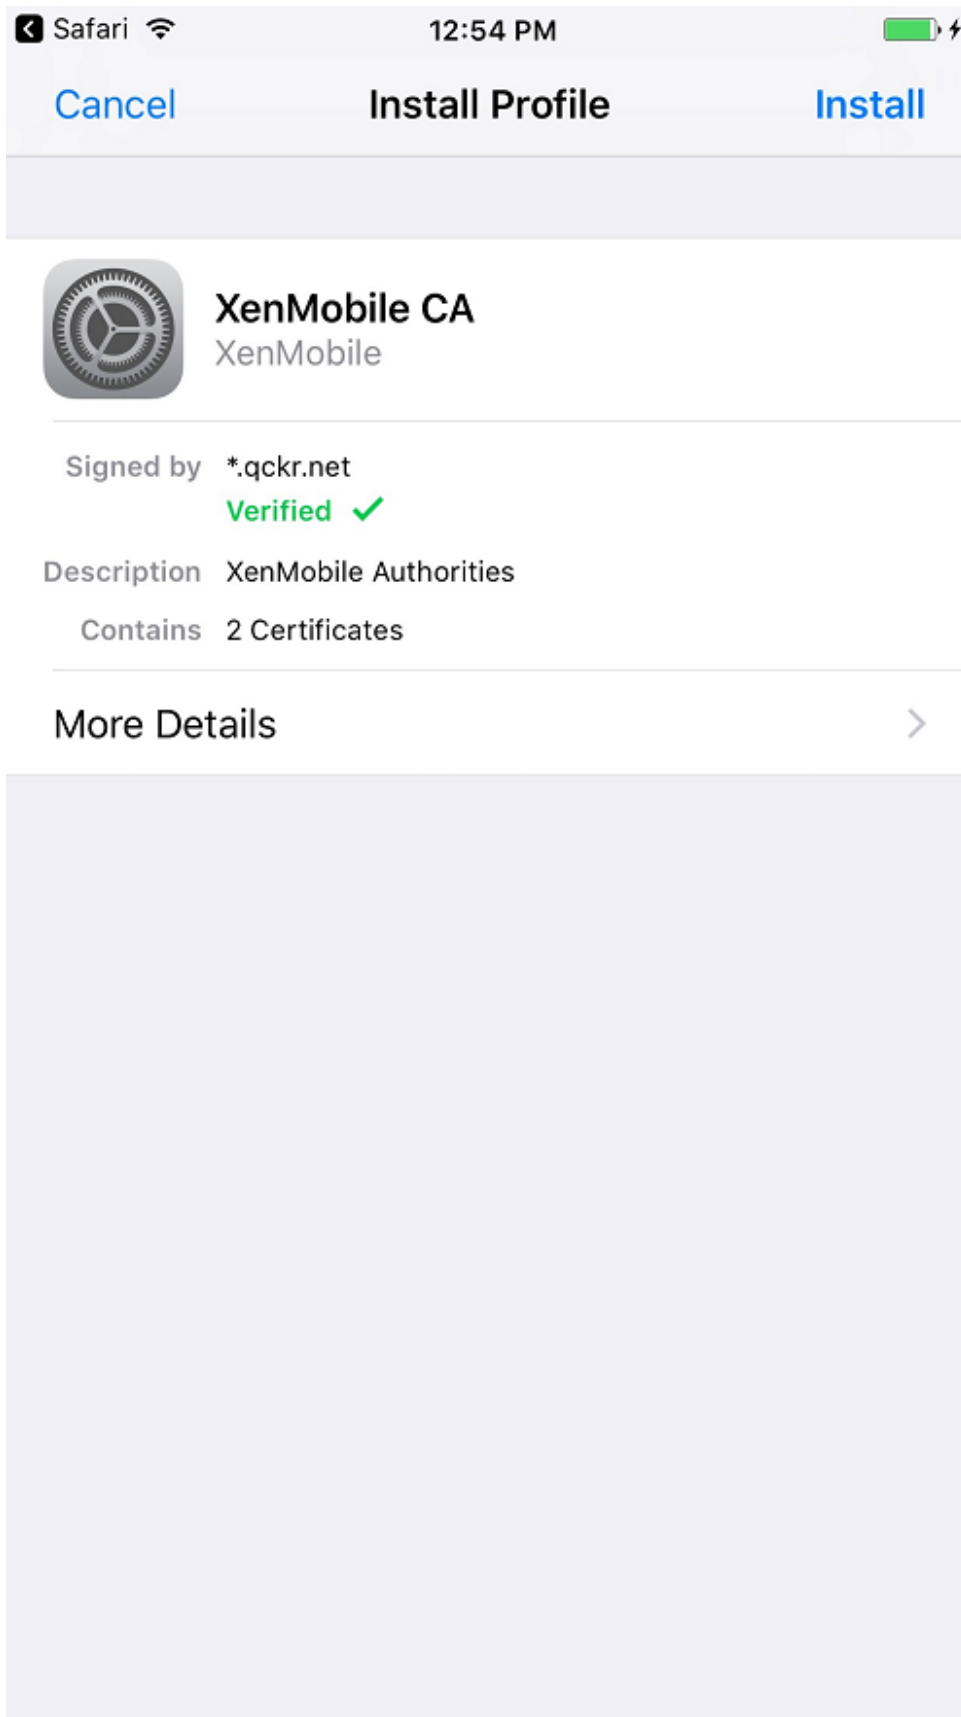 Safari 12:54 PM
Cancel Install Profile Install
XenMobile CA
XenMobile
Signed by *.qckr.net
Verified ✓
Description XenMobile Authorities
Contains 2 Certificates
More Details